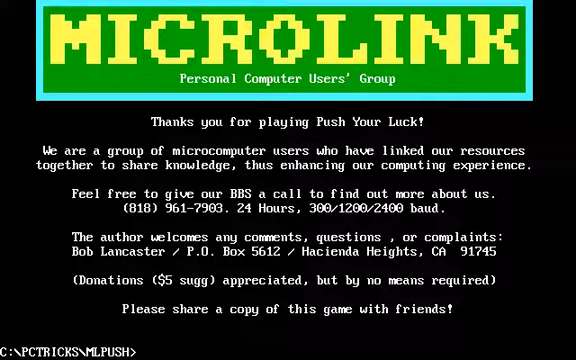 MICROLINK
Personal Computer Users' Group
Thanks you for playing Push Your Luck!
We are a group of microcomputer users who have linked our resources
together to share knowledge, thus enhancing our computing experience.
Feel free to give our BBS a call to find out more about us.
(818) 961-7903. 24 Hours, 300/1200/2400 baud.
The author welcomes any comments, questions , or complaints:
Bob Lancaster / P.O. Box 5612 / Hacienda Heights, CA  91745
(Donations ($5 sugg) appreciated, but by no means required)
Please share a copy of this game with friends!
C:\PCTRICKS\MLPUSH>